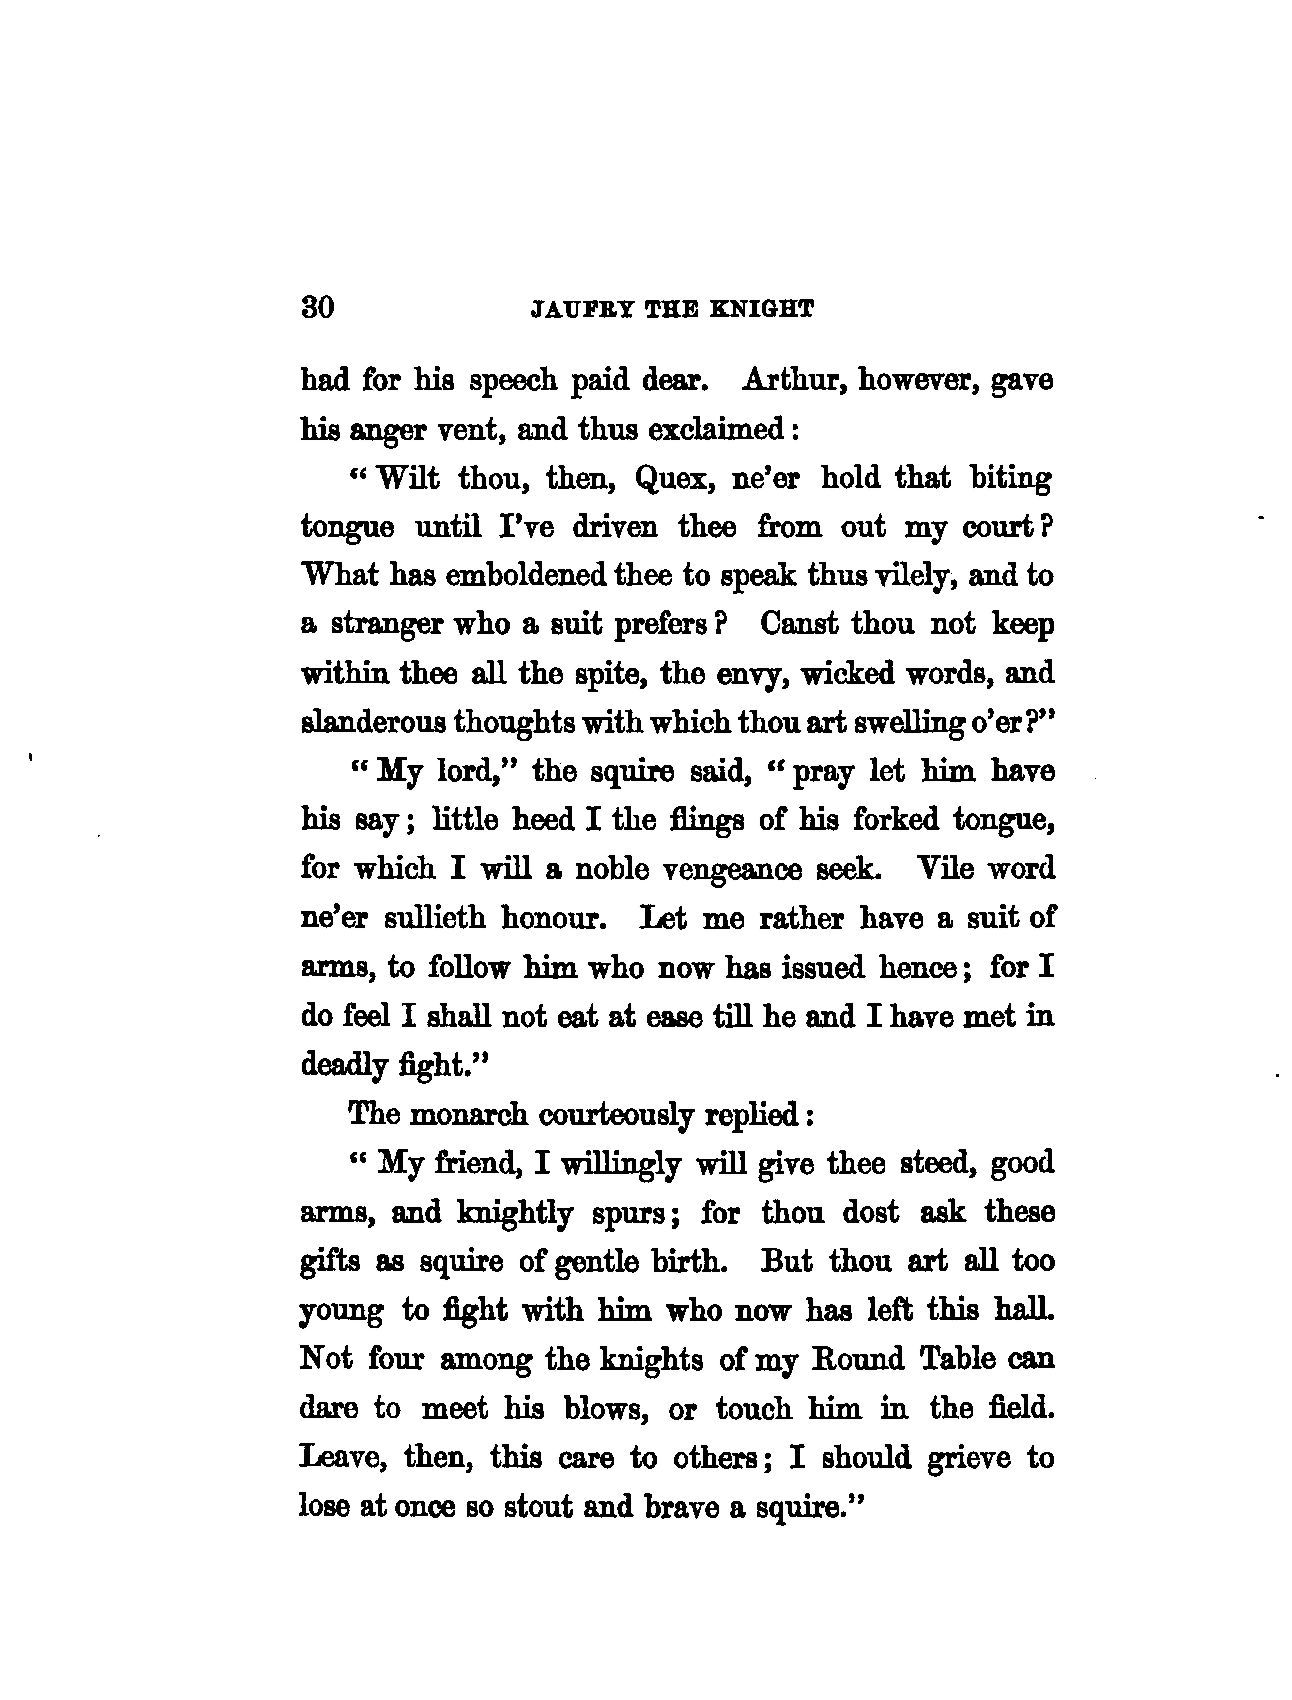 30 JAUFRY THE KNIGHT
had for his speech paid dear. Arthur, however, gave
his anger vent, and thus exclaimed :
“ Wilt thou, then, Quex, ne’er hold that biting
tongue until I’ve driven thee from out my court ?
What has emboldened thee to speak thus vilely, and to
a stranger who a suit prefers ? Canst thou not keep
within thee all the spite, the envy, wicked words, and
slanderous thoughts with which thou art swelling o’er ?”
“ My lord,” the squire said, “ pray let him have
his say ; little heed I the flings of his forked tongue,
for which I will a noble vengeance seek. Vile word
ne’er sullieth honour. Let me rather have a suit of
arms, to follow him who now has issued hence ; for I
do feel I shall not eat at ease till he and I have met in
deadly fight.”
The monarch courteously replied :
“ My friend, I willingly will give thee steed, good
arms, and knightly spurs ; for thou dost ask these
gifts as squire of gentle birth. But thou art all too
young to fight with him who now has left this hall.
Not four among the knights of my Round Table can
dare to meet his blows, or touch him in the field.
Leave, then, this care to others ; I should grieve to
lose at once so stout and brave a squire.”